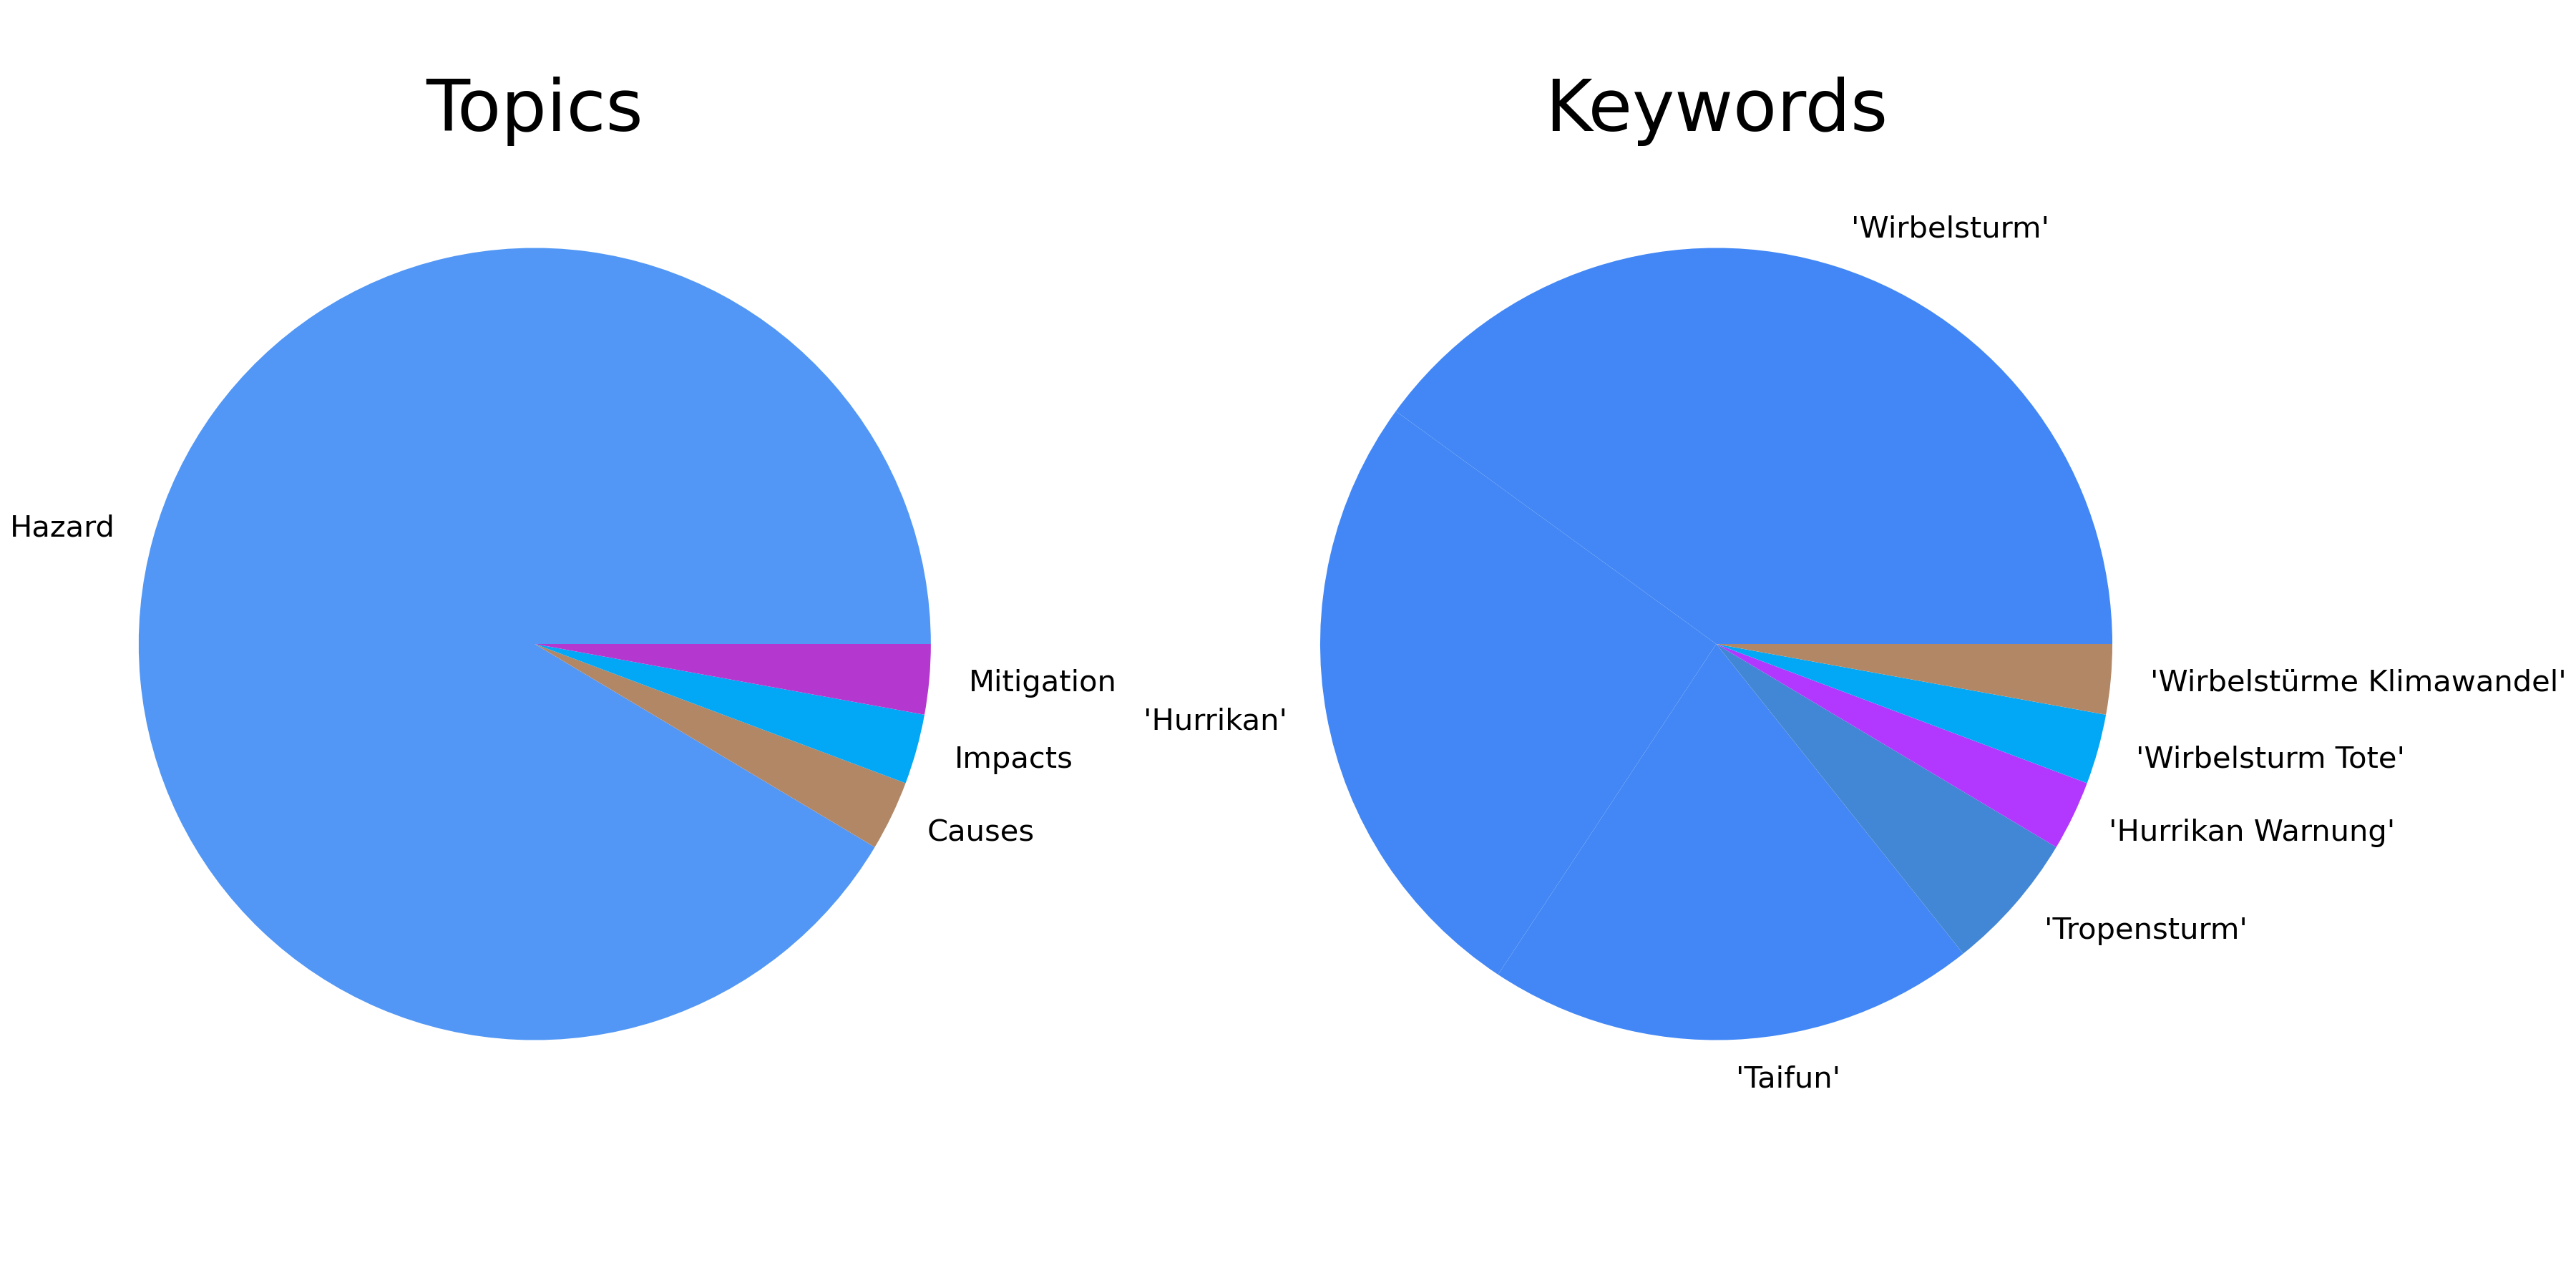 Topics
Hazard
Mitigation
Impacts
Causes
Keywords
'Wirbelsturm'
'Hurrikan'
'Wirbelstürme Klimawandel'
'Wirbelsturm Tote'
'Hurrikan Warnung'
'Tropensturm'
'Taifun'